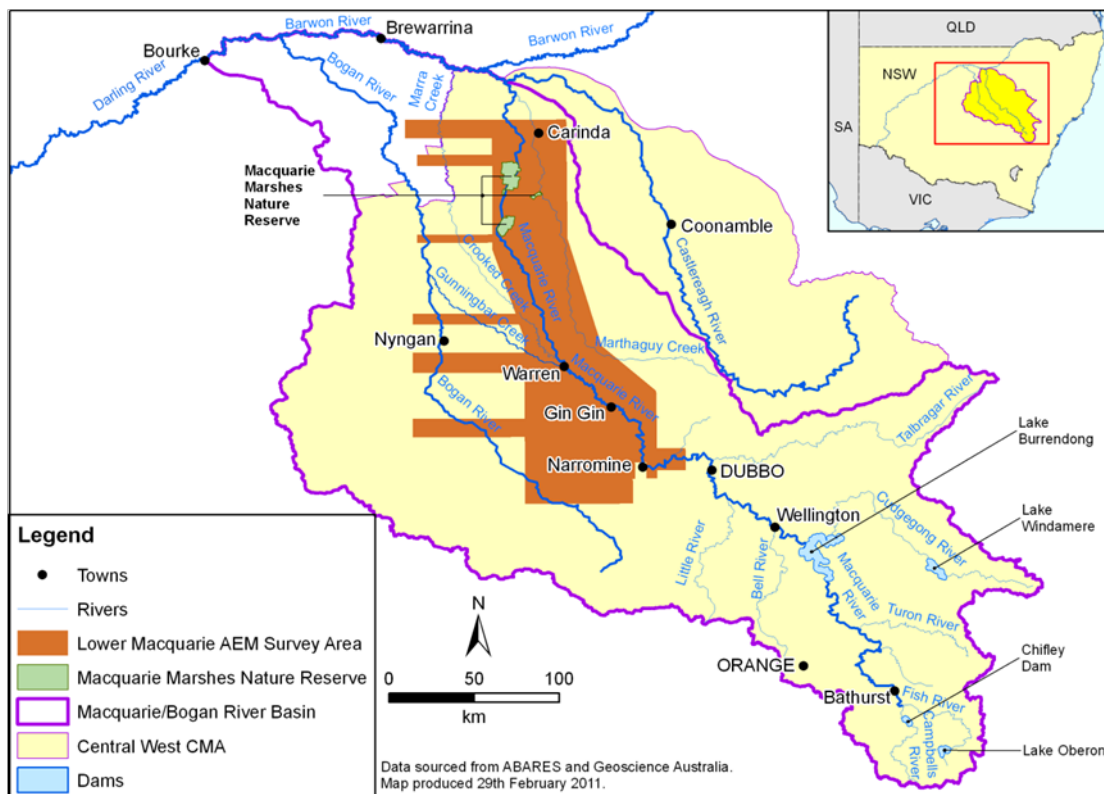 Barwon River
Brewarrina
Bourke
Barwon River
Darling River
Bogan River
Marra
Creek
Carinda
Macquarie
Marshes
Nature
Reserve
Coonamble
Macquarie River
Crooked Creek
Castlereagh River
Gunningbar Creek
Nyngan
Marthaguy Creek
Warren
Macquarie River
Bogan River
Gin Gin
Talbragar River
Narromine
DUBBO
Lake
Burrendong
Cudgegong River
Lake
Windamere
Wellington
Little River
Bell River
Macquarie
River
Turon River
ORANGE
Chifley
Dam
Bathurst
Fish River
Campbells
River
Lake Oberon
QLD
NSW
SA
VIC
Legend
Towns
Rivers
Lower Macquarie AEM Survey Area
Macquarie Marshes Nature Reserve
Macquarie/Bogan River Basin
Central West CMA
Dams
N
0 50 100
km
Data sourced from ABARES and Geoscience Australia.
Map produced 29th February 2011.